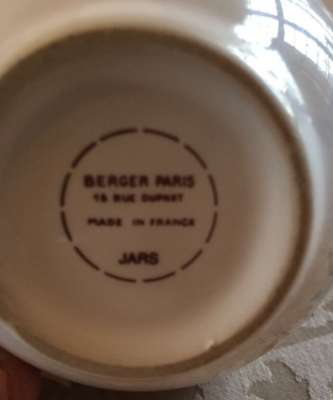 BERGER PARIS
15 RUE DUPHOT
MADE IN FRANCE
JARS